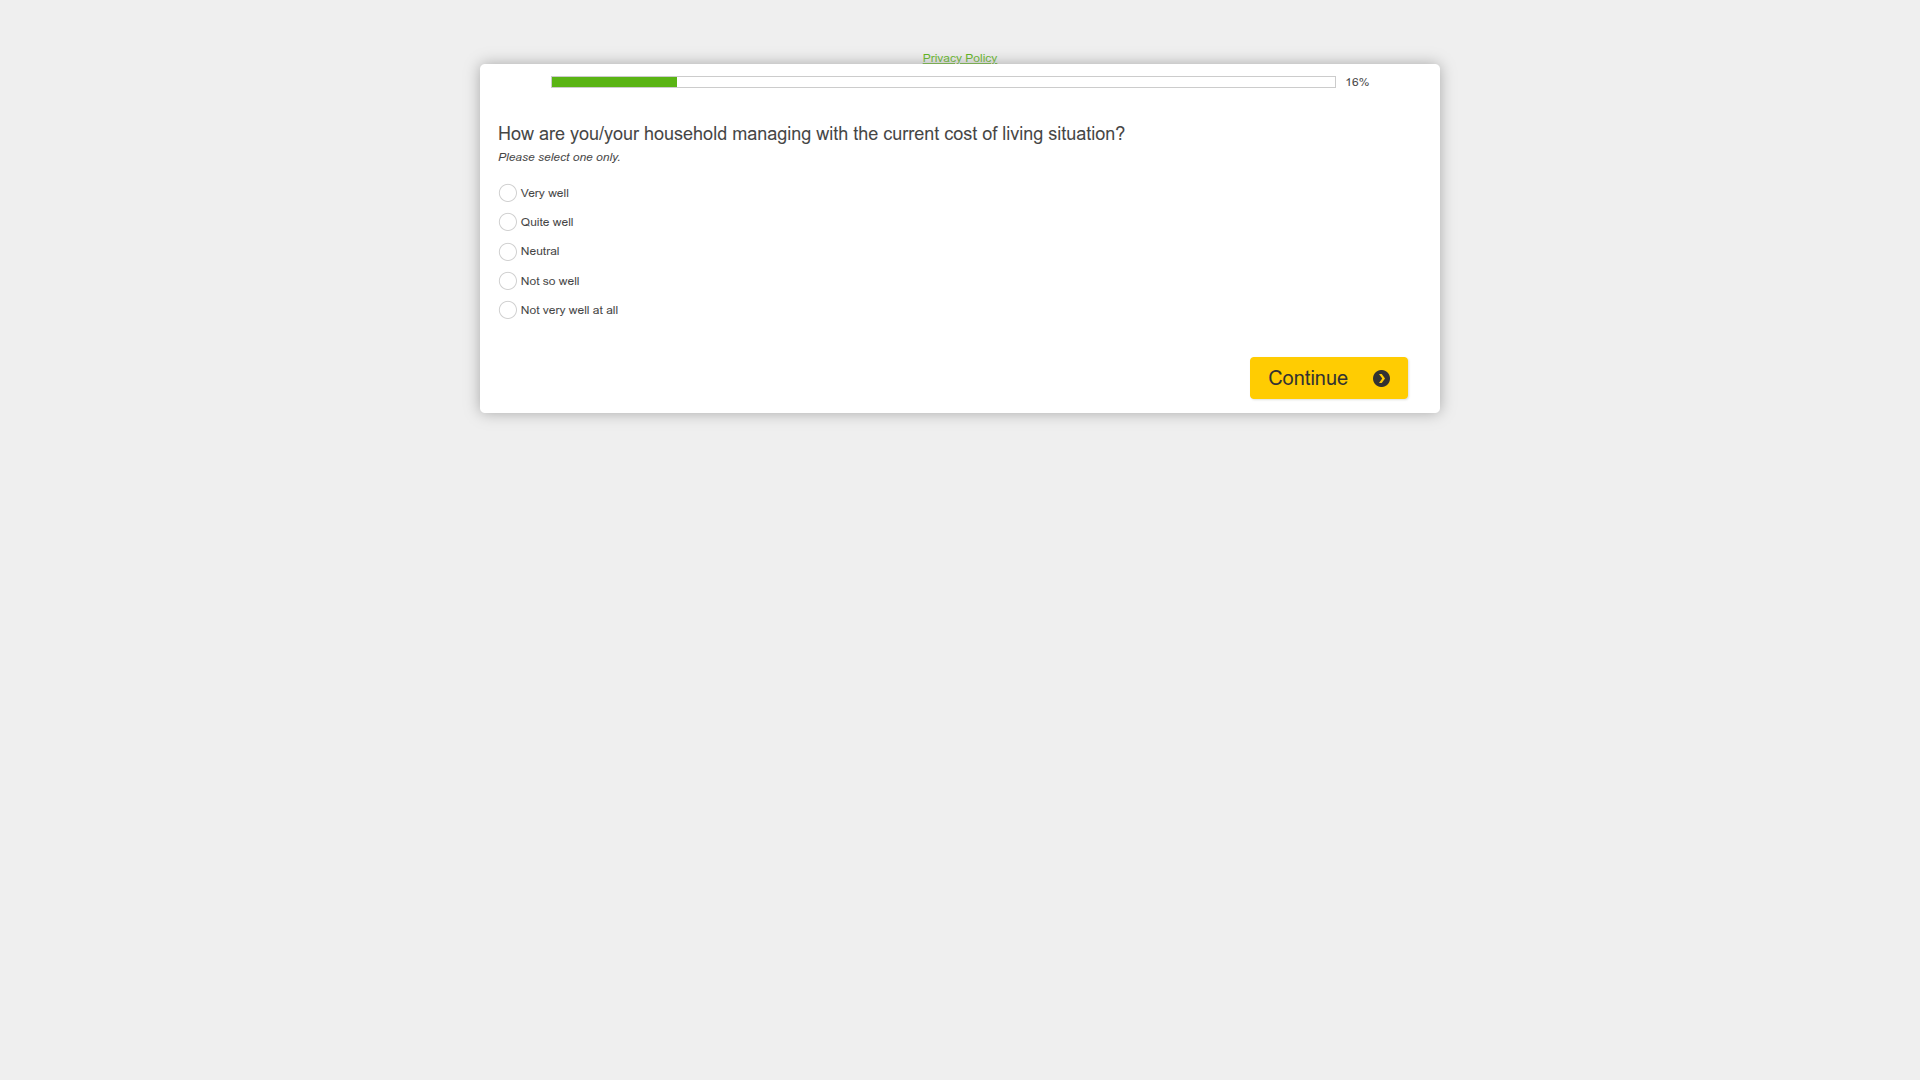 Privacy Policy
16%
How are you/your household managing with the current cost of living situation?
Please select one only.
Very well
Quite well
Neutral
Not so well
Not very well at all
Continue